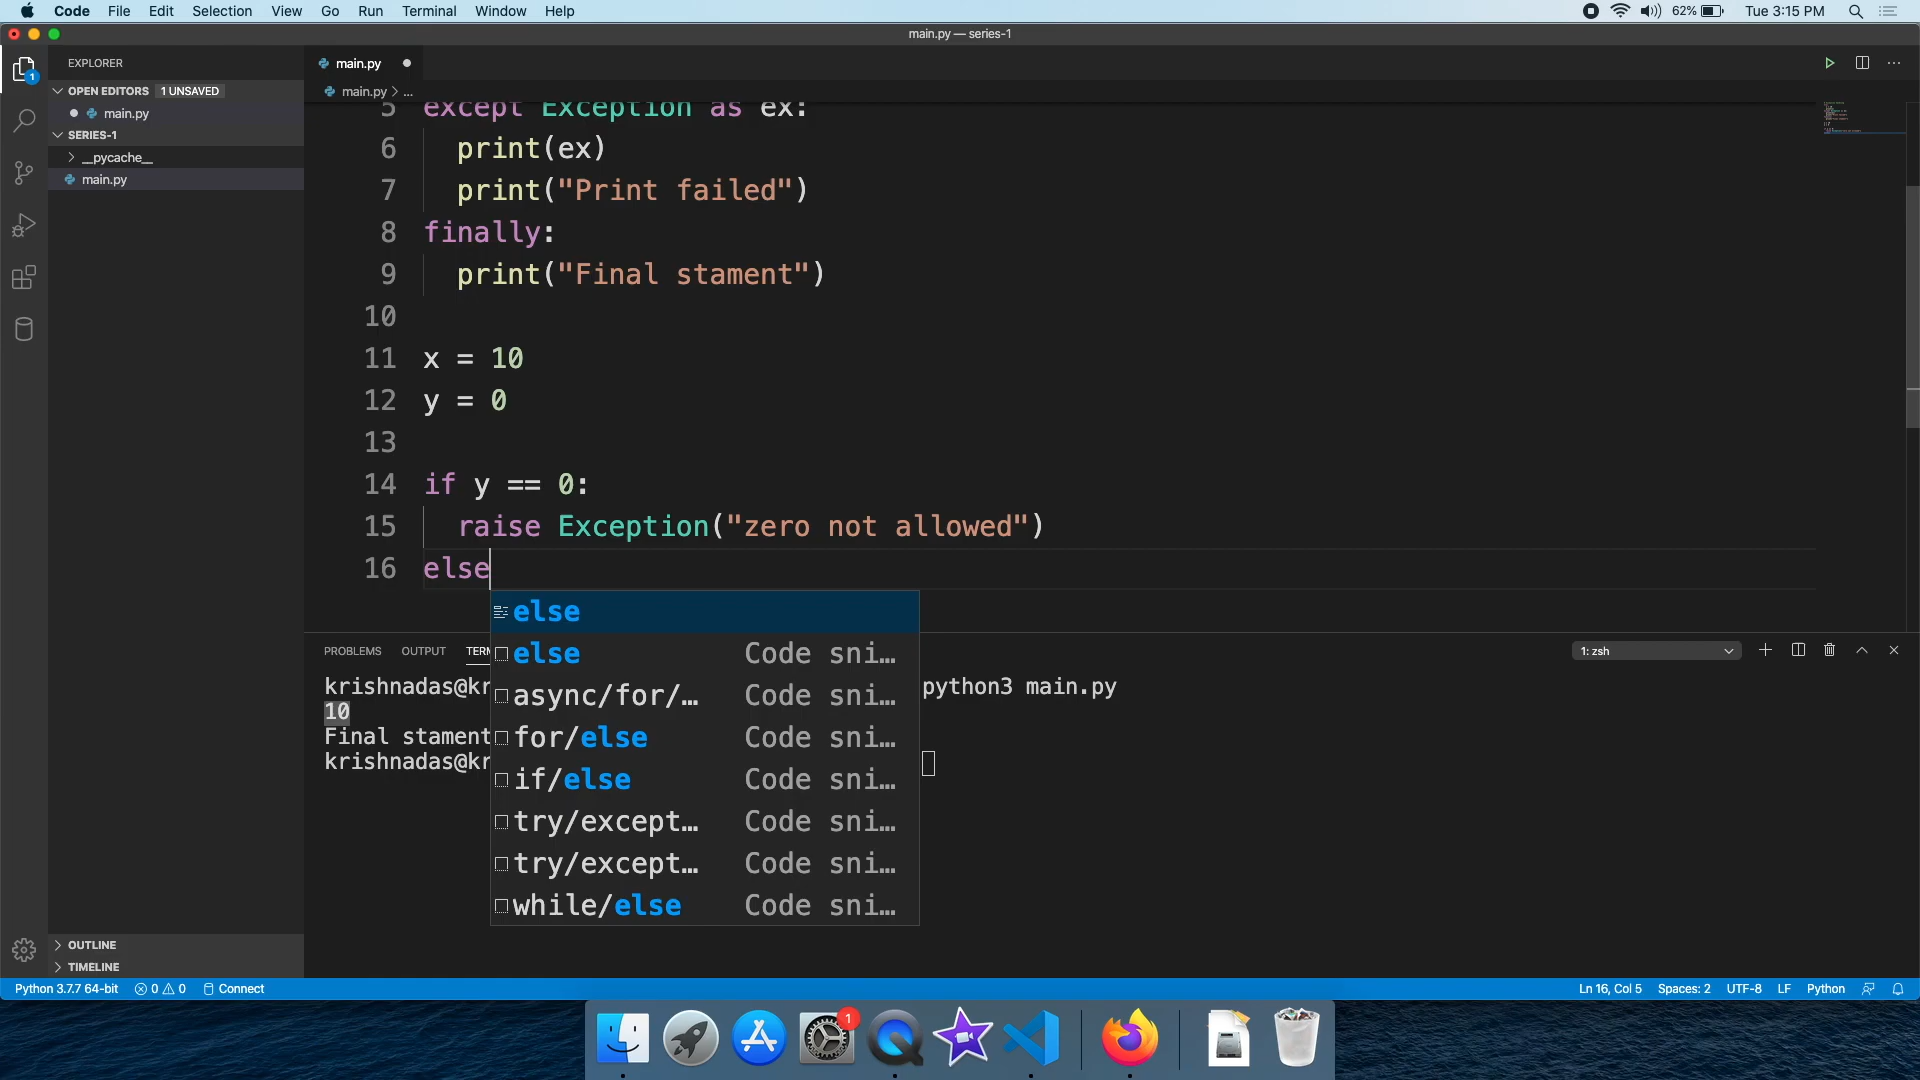 Code File Edit Selection View Go Run Terminal Window Help 62% Tue 3:15 PM
main.py — series-1
EXPLORER
OPEN EDITORS 1 UNSAVED
main.py
SERIES-1
__pycache__
main.py
OUTLINE
TIMELINE
1
main.py
main.py > ...
5 except Exception as ex:
6 print(ex)
7 print("Print failed")
8 finally:
9 print("Final stament")
10
11 x = 10
12 y = 0
13
14 if y == 0:
15 raise Exception("zero not allowed")
16 else
else
else Code sni…
async/for/… Code sni…
for/else Code sni…
if/else Code sni…
try/except… Code sni…
try/except… Code sni…
while/else Code sni…
PROBLEMS OUTPUT TERM 1: zsh
krishnadas@kr python3 main.py
10
Final stament
krishnadas@kr
Python 3.7.7 64-bit 0 0 Connect Ln 16, Col 5 Spaces: 2 UTF-8 LF Python
1